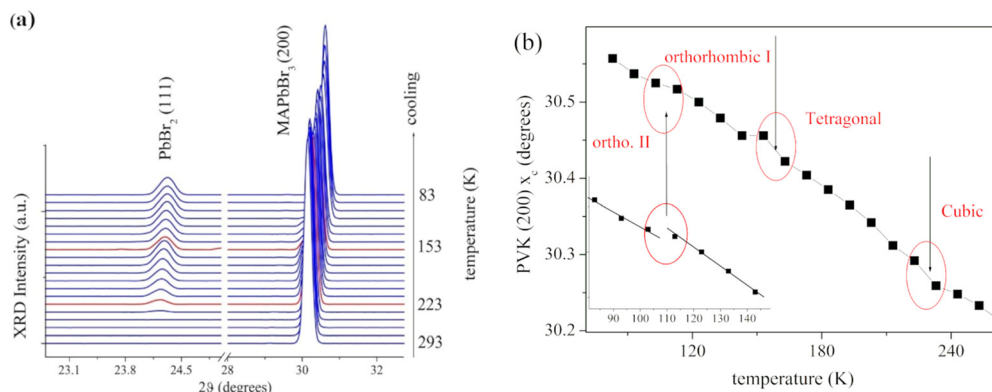 (a)
PbBr2 (111)
MAPbBr3 (200)
cooling
83
153
223
293
temperature (K)
XRD Intensity (a.u.)
23.1 23.8 24.5 28 30 32
2θ (degrees)
(b)
orthorhombic I
Tetragonal
ortho. II
Cubic
30.5
30.4
30.3
30.2
PVK (200) xc (degrees)
90 100 110 120 130 140
120 180 240
temperature (K)